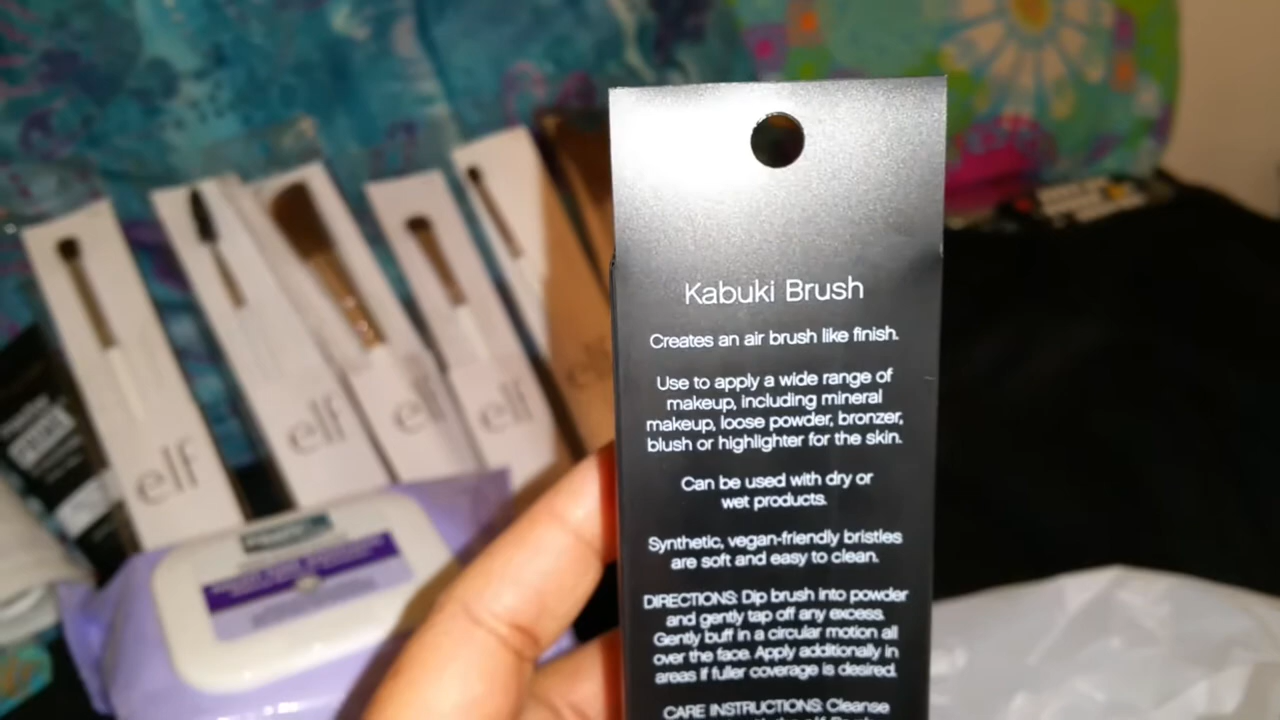 Kabuki Brush
Creates an air brush like finish.
Use to apply a wide range of
makeup, including mineral
makeup, loose powder, bronzer,
blush or highlighter for the skin.
Can be used with dry or
wet products.
Synthetic, vegan-friendly bristles
are soft and easy to clean.
DIRECTIONS: Dip brush into powder
and gently tap off any excess.
Gently buff in a circular motion all
over the face. Apply additionally in
areas if fuller coverage is desired.
CARE INSTRUCTIONS: Cleanse
elf
elf
elf
elf